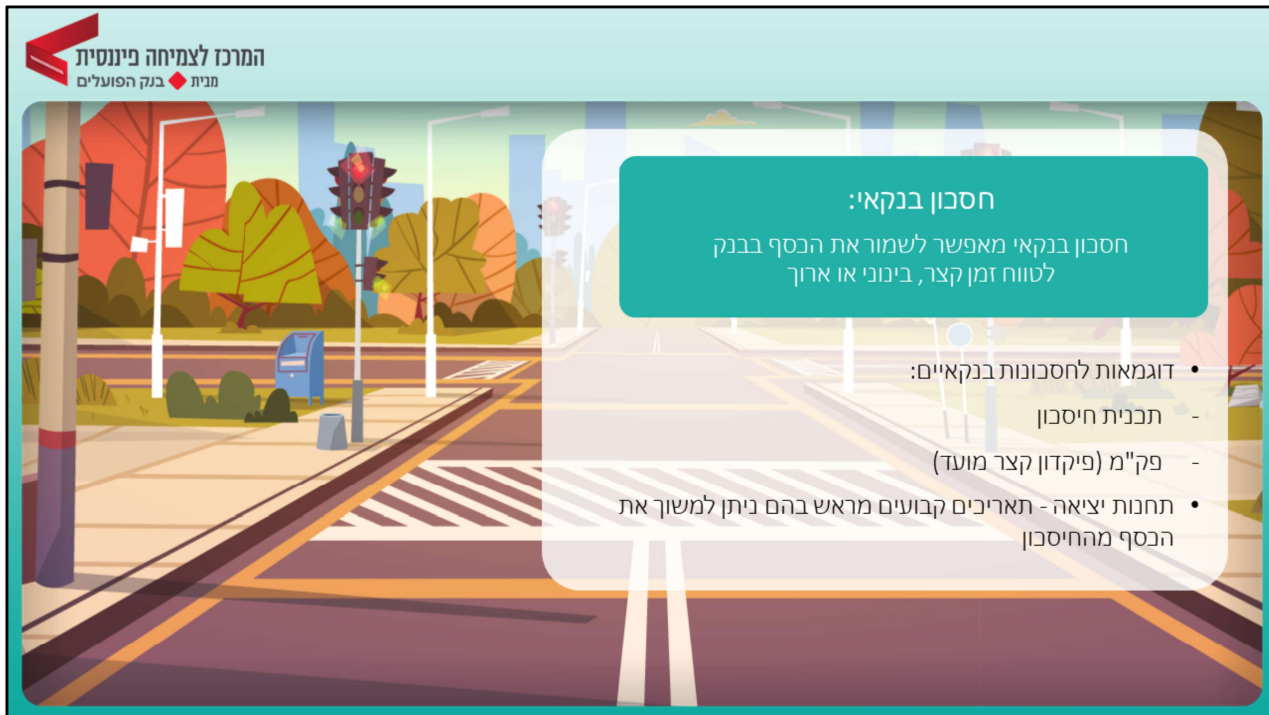 המרכז לצמיחה פיננסית
מבית בנק הפועלים
חסכון בנקאי:
חסכון בנקאי מאפשר לשמור את הכסף בבנק
לטווח זמן קצר, בינוני או ארוך
• דוגמאות לחסכונות בנקאיים:
- תכנית חיסכון
- פק"מ (פיקדון קצר מועד)
• תחנות יציאה - תאריכים קבועים מראש בהם ניתן למשוך את
הכסף מהחיסכון